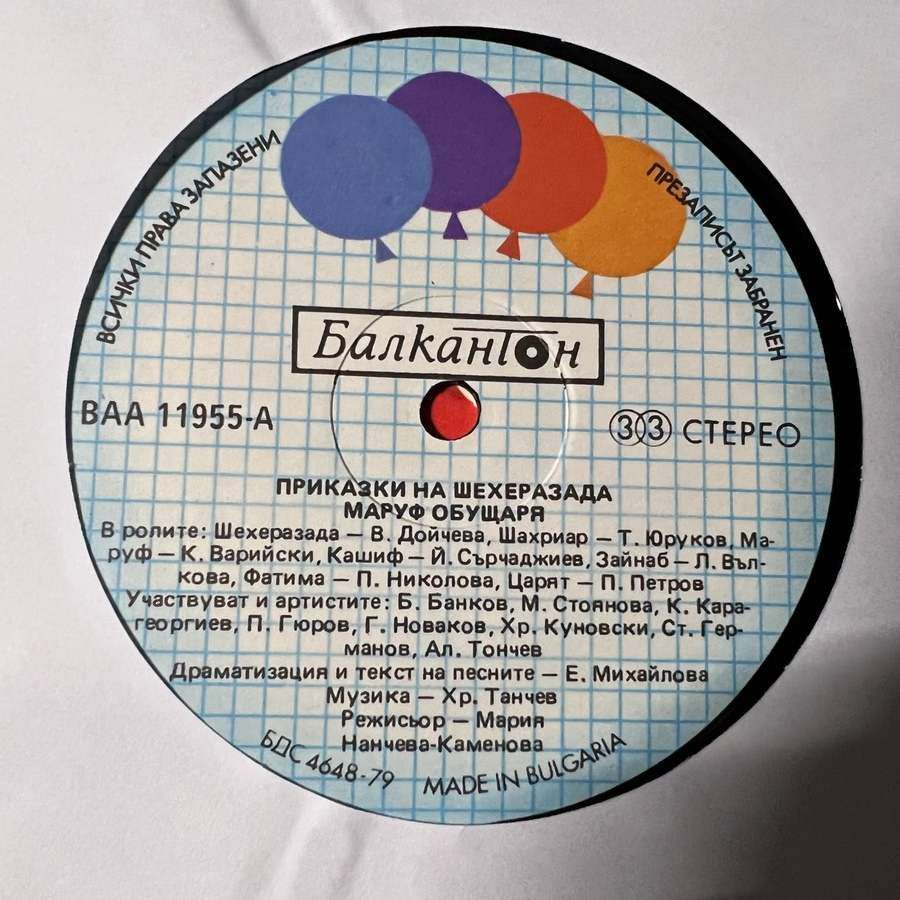 ВСИЧКИ ПРАВА ЗАПАЗЕНИ
ПРЕЗАПИСЪТ ЗАБРАНЕН
Балкантон
ВАА 11955-А
33 СТЕРЕО
ПРИКАЗКИ НА ШЕХЕРАЗАДА
МАРУФ ОБУЩАРЯ
В ролите: Шехеразада – В. Дойчева, Шахриар – Т. Юруков, Ма-
руф – К. Варийски, Кашиф – Й. Сърчаджиев, Зайнаб – Л. Въл-
кова, Фатима – П. Николова, Царят – П. Петров
Участвуват и артистите: Б. Банков, М. Стоянова, К. Кара-
георгиев, П. Гюров, Г. Новаков, Хр. Куновски, Ст. Гер-
манов, Ал. Тончев
Драматизация и текст на песните – Е. Михайлова
Музика – Хр. Танчев
Режисьор – Мария
Нанчева-Каменова
БДС 4648-79
MADE IN BULGARIA